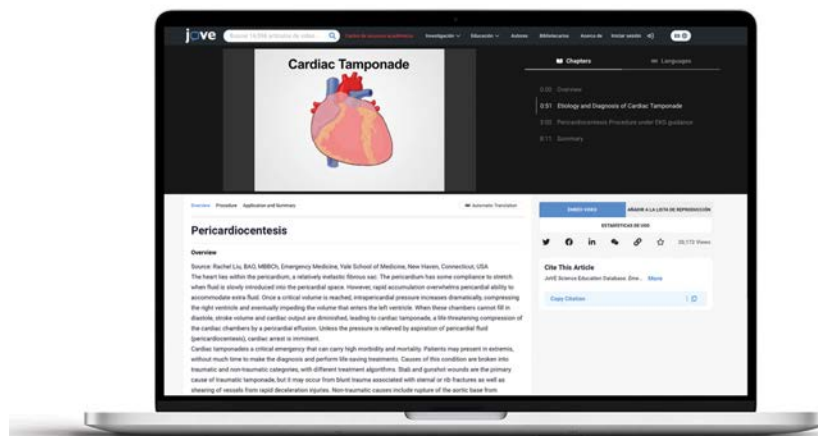 jove
Investigación Educación Autores Bibliotecarios Acerca de Iniciar sesión
Cardiac Tamponade
Chapters Languages
0:00 Overview
0:51 Etiology and Diagnosis of Cardiac Tamponade
Pericardiocentesis Procedure under EKG guidance
8:11 Summary
Overview Procedure Application and Summary Automatic Translation
EMBED VIDEO AÑADIR A LA LISTA DE REPRODUCCIÓN
ESTADÍSTICAS DE USO
Pericardiocentesis
Views
Overview
Source: Rachel Liu, BAO, MBBCh, Emergency Medicine, Yale School of Medicine, New Haven, Connecticut, USA
The heart lies within the pericardium, a relatively inelastic fibrous sac. The pericardium has some compliance to stretch
when fluid is slowly introduced into the pericardial space. However, rapid accumulation overwhelms pericardial ability to
accommodate extra fluid. Once a critical volume is reached, intrapericardial pressure increases dramatically, compressing
the right ventricle and eventually impeding the volume that enters the left ventricle. When these chambers cannot fill in
diastole, stroke volume and cardiac output are diminished, leading to cardiac tamponade, a life-threatening compression of
the cardiac chambers by a pericardial effusion. Unless the pressure is relieved by aspiration of pericardial fluid
(pericardiocentesis), cardiac arrest is imminent.
Cardiac tamponade is a critical emergency that can carry high morbidity and mortality. Patients may present in extremis,
without much time to make the diagnosis and perform life-saving treatments. Causes of this condition are broken into
traumatic and non-traumatic categories, with different treatment algorithms. Stab and gunshot wounds are the primary
cause of traumatic tamponade, but it may occur from blunt trauma associated with sternal or rib fractures as well as
shearing of vessels from rapid deceleration injuries. Non-traumatic causes include rupture of the aortic base from
Cite This Article
JoVE Science Education Database. More
Copy Citation